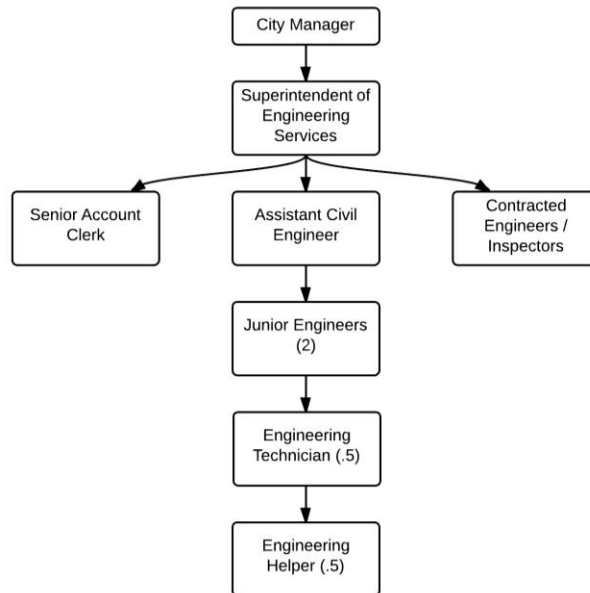 City Manager
Superintendent of
Engineering
Services
Senior Account
Clerk
Assistant Civil
Engineer
Contracted
Engineers /
Inspectors
Junior Engineers
(2)
Engineering
Technician (.5)
Engineering
Helper (.5)